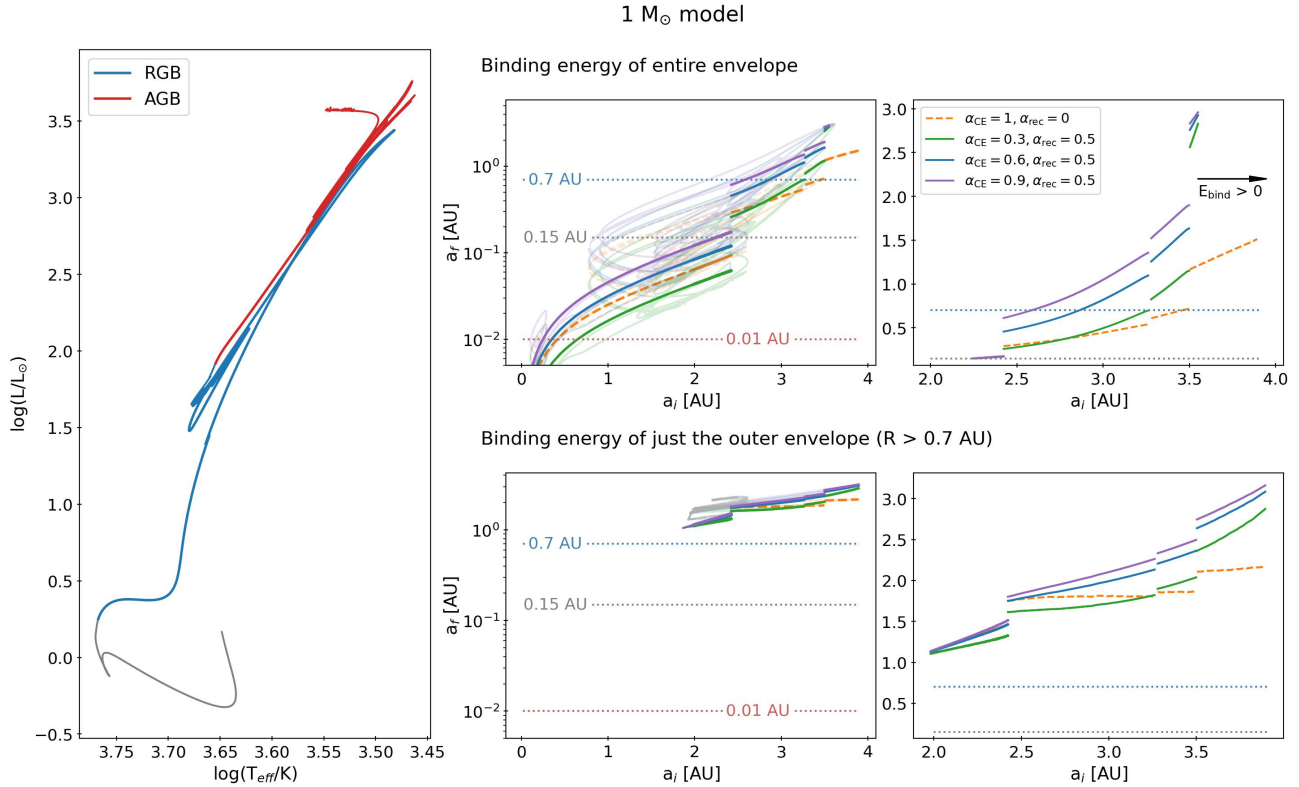 1 M☉ model
RGB
AGB
3.5
3.0
2.5
2.0
1.5
1.0
0.5
0.0
−0.5
log(L/L☉)
3.75 3.70 3.65 3.60 3.55 3.50 3.45
log(T_eff/K)
Binding energy of entire envelope
10^0
10^−1
10^−2
a_f [AU]
0.7 AU
0.15 AU
0.01 AU
0 1 2 3 4
a_i [AU]
α_CE = 1, α_rec = 0
α_CE = 0.3, α_rec = 0.5
α_CE = 0.6, α_rec = 0.5
α_CE = 0.9, α_rec = 0.5
E_bind > 0
3.0
2.5
2.0
1.5
1.0
0.5
2.0 2.5 3.0 3.5 4.0
a_i [AU]
Binding energy of just the outer envelope (R > 0.7 AU)
10^0
10^−1
10^−2
a_f [AU]
0.7 AU
0.15 AU
0.01 AU
0 1 2 3 4
a_i [AU]
3.0
2.5
2.0
1.5
1.0
0.5
2.0 2.5 3.0 3.5
a_i [AU]